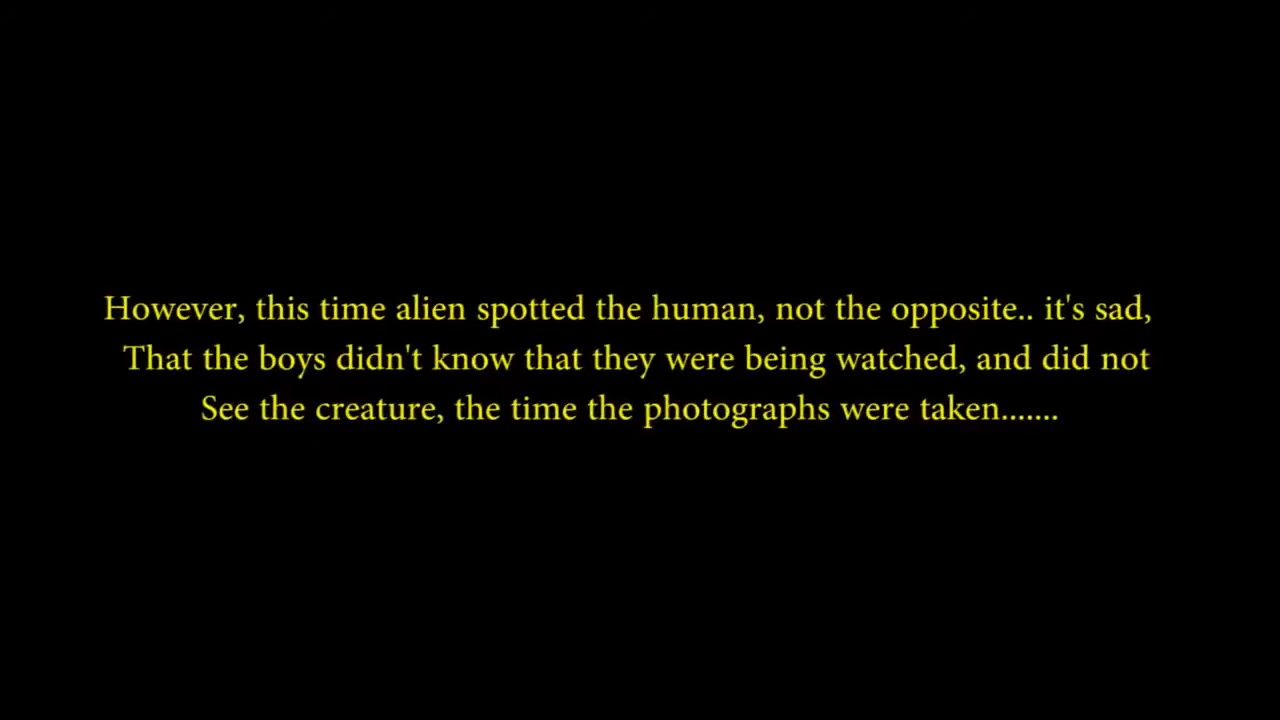 However, this time alien spotted the human, not the opposite.. it's sad,
That the boys didn't know that they were being watched, and did not
See the creature, the time the photographs were taken.......